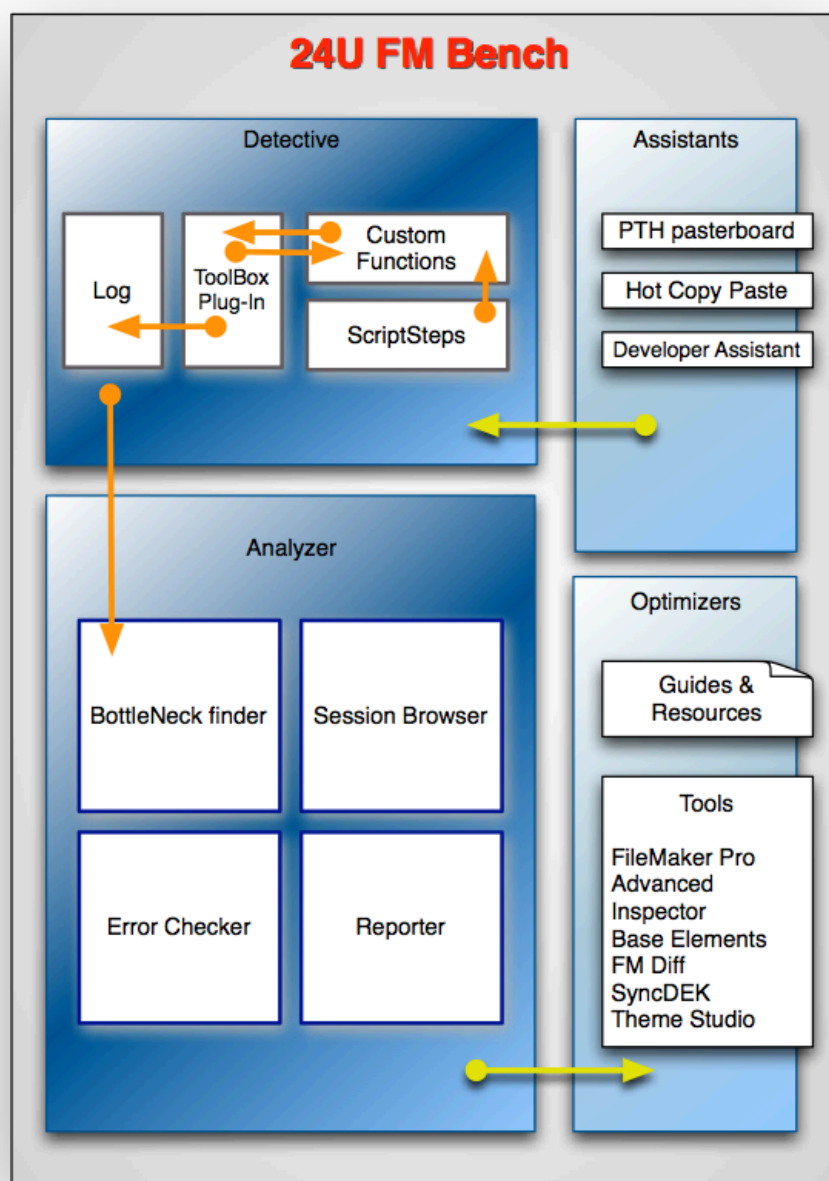 24U FM Bench
Detective
Log
ToolBox
Plug-In
Custom
Functions
ScriptSteps
Assistants
PTH pasterboard
Hot Copy Paste
Developer Assistant
Analyzer
BottleNeck finder
Session Browser
Error Checker
Reporter
Optimizers
Guides &
Resources
Tools
FileMaker Pro
Advanced
Inspector
Base Elements
FM Diff
SyncDEK
Theme Studio